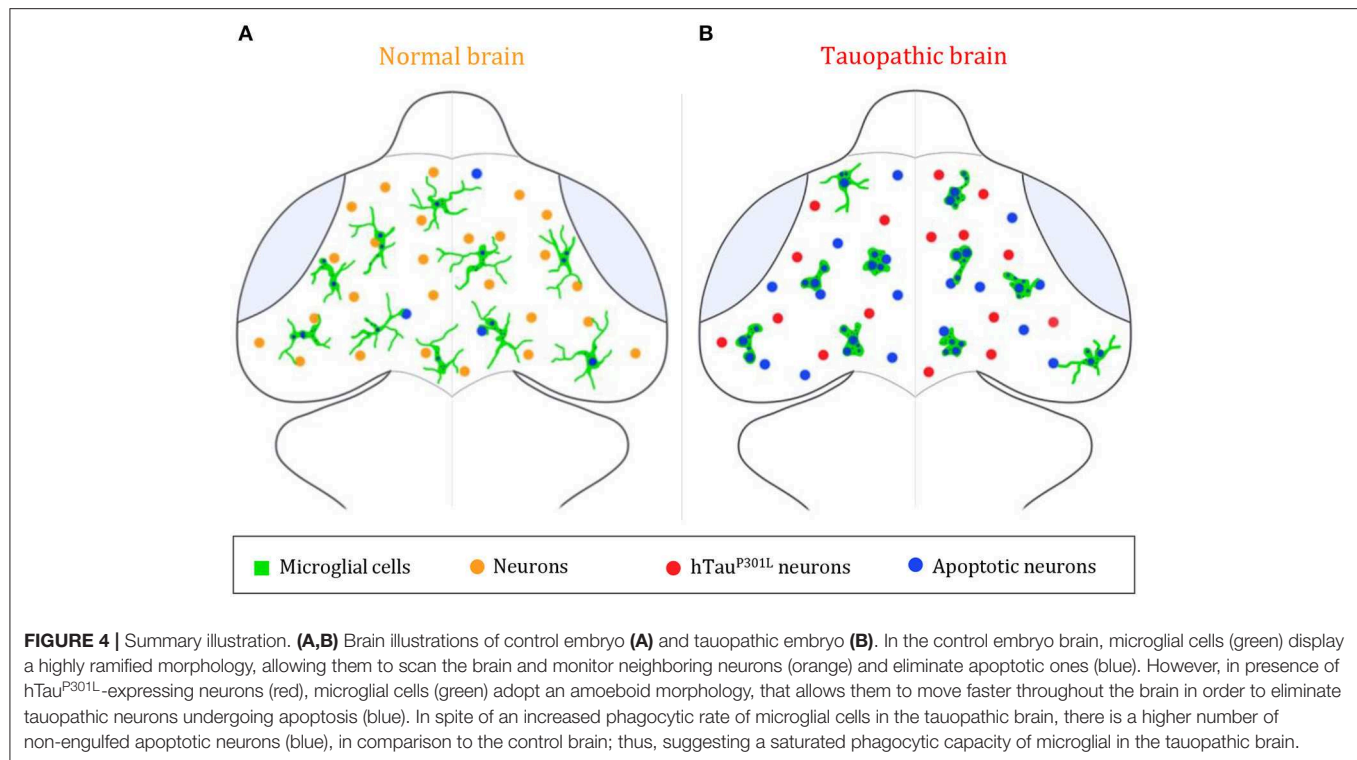 A
B
Normal brain
Tauopathic brain
Microglial cells
Neurons
hTauP301L neurons
Apoptotic neurons
FIGURE 4 | Summary illustration. (A,B) Brain illustrations of control embryo (A) and tauopathic embryo (B). In the control embryo brain, microglial cells (green) display
a highly ramified morphology, allowing them to scan the brain and monitor neighboring neurons (orange) and eliminate apoptotic ones (blue). However, in presence of
hTauP301L-expressing neurons (red), microglial cells (green) adopt an amoeboid morphology, that allows them to move faster throughout the brain in order to eliminate
tauopathic neurons undergoing apoptosis (blue). In spite of an increased phagocytic rate of microglial cells in the tauopathic brain, there is a higher number of
non-engulfed apoptotic neurons (blue), in comparison to the control brain; thus, suggesting a saturated phagocytic capacity of microglial in the tauopathic brain.